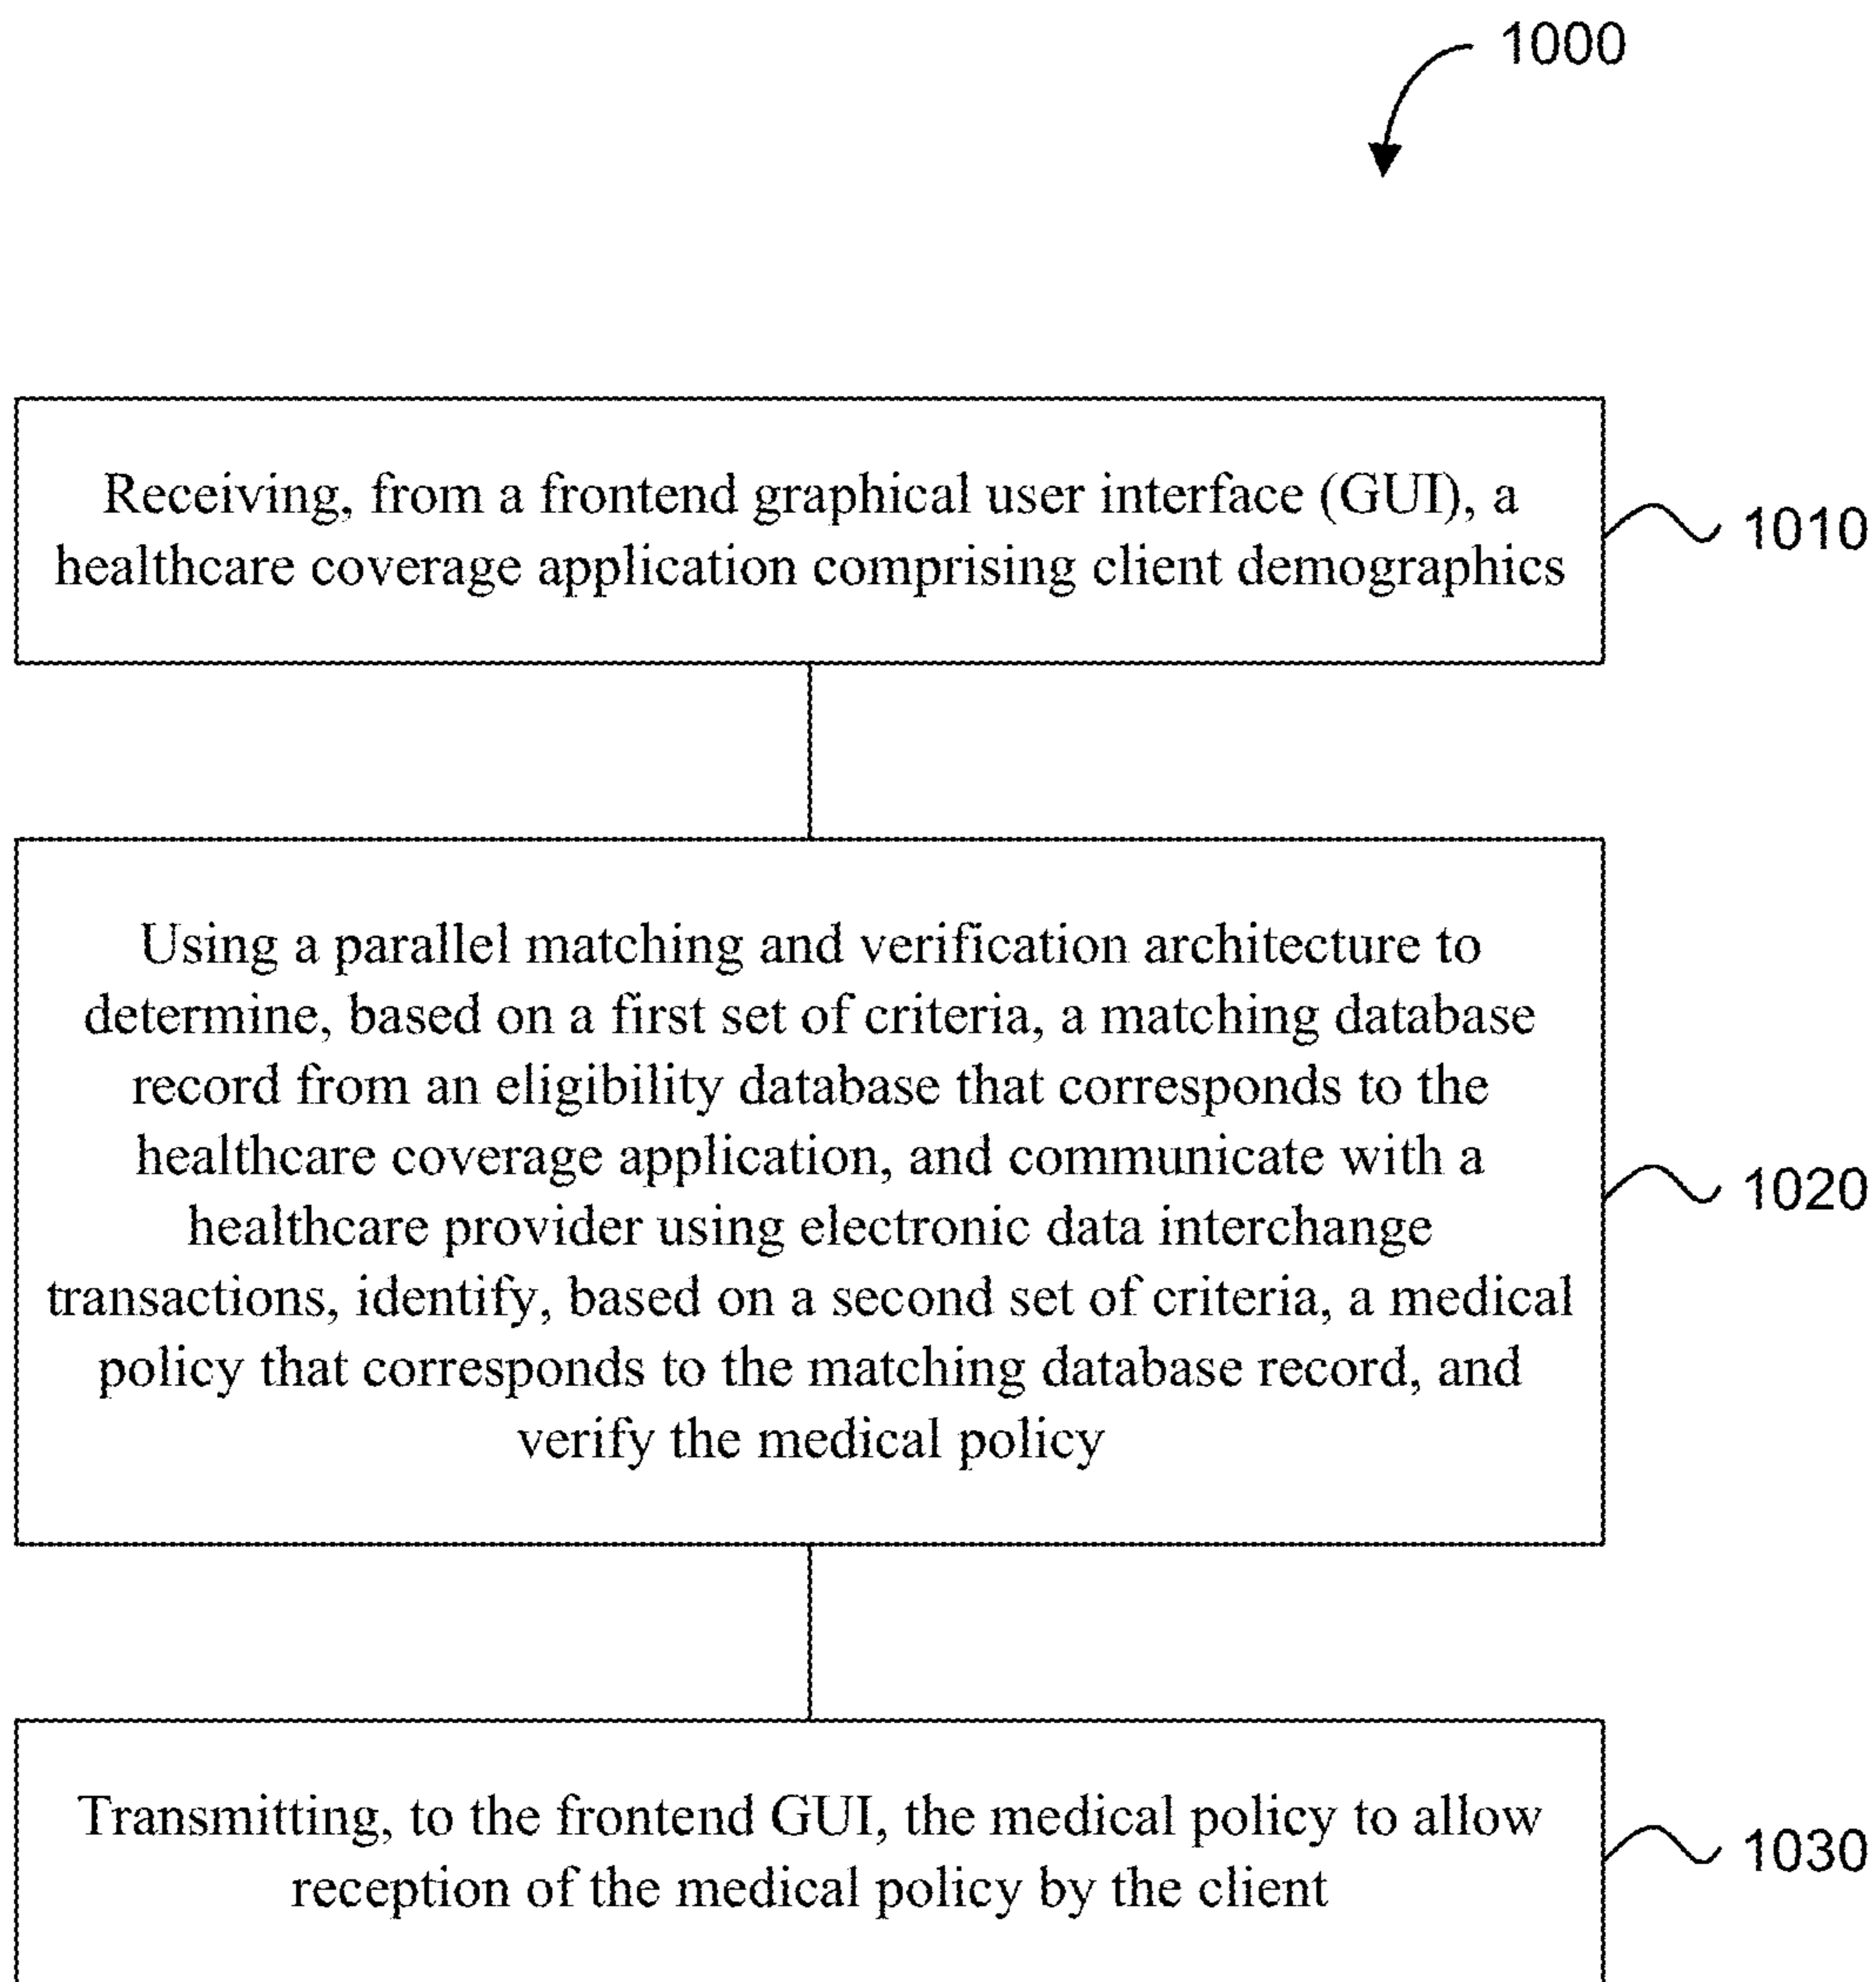 1000
Receiving, from a frontend graphical user interface (GUI), a
healthcare coverage application comprising client demographics
1010
Using a parallel matching and verification architecture to
determine, based on a first set of criteria, a matching database
record from an eligibility database that corresponds to the
healthcare coverage application, and communicate with a
healthcare provider using electronic data interchange
transactions, identify, based on a second set of criteria, a medical
policy that corresponds to the matching database record, and
verify the medical policy
1020
Transmitting, to the frontend GUI, the medical policy to allow
reception of the medical policy by the client
1030